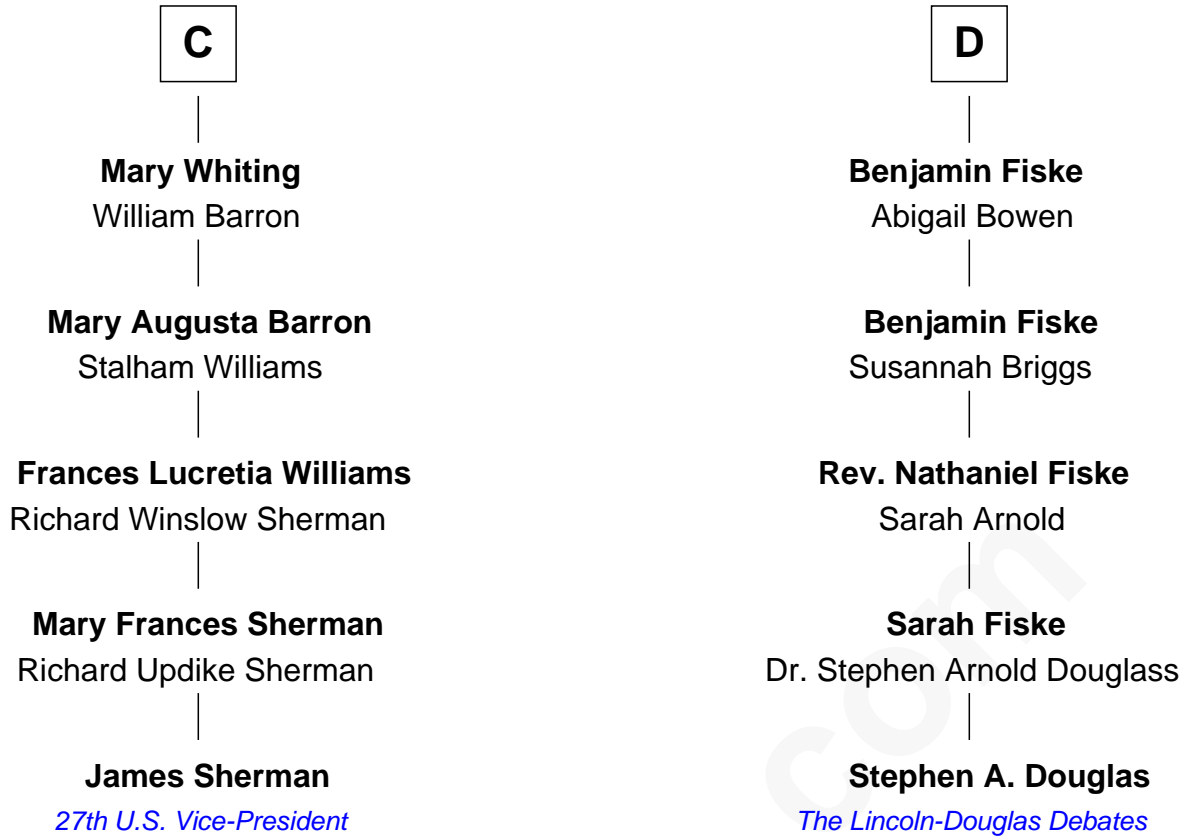 C
Mary Whiting
William Barron
Mary Augusta Barron
Stalham Williams
Frances Lucretia Williams
Richard Winslow Sherman
Mary Frances Sherman
Richard Updike Sherman
James Sherman
27th U.S. Vice-President
D
Benjamin Fiske
Abigail Bowen
Benjamin Fiske
Susannah Briggs
Rev. Nathaniel Fiske
Sarah Arnold
Sarah Fiske
Dr. Stephen Arnold Douglass
Stephen A. Douglas
The Lincoln-Douglas Debates
com